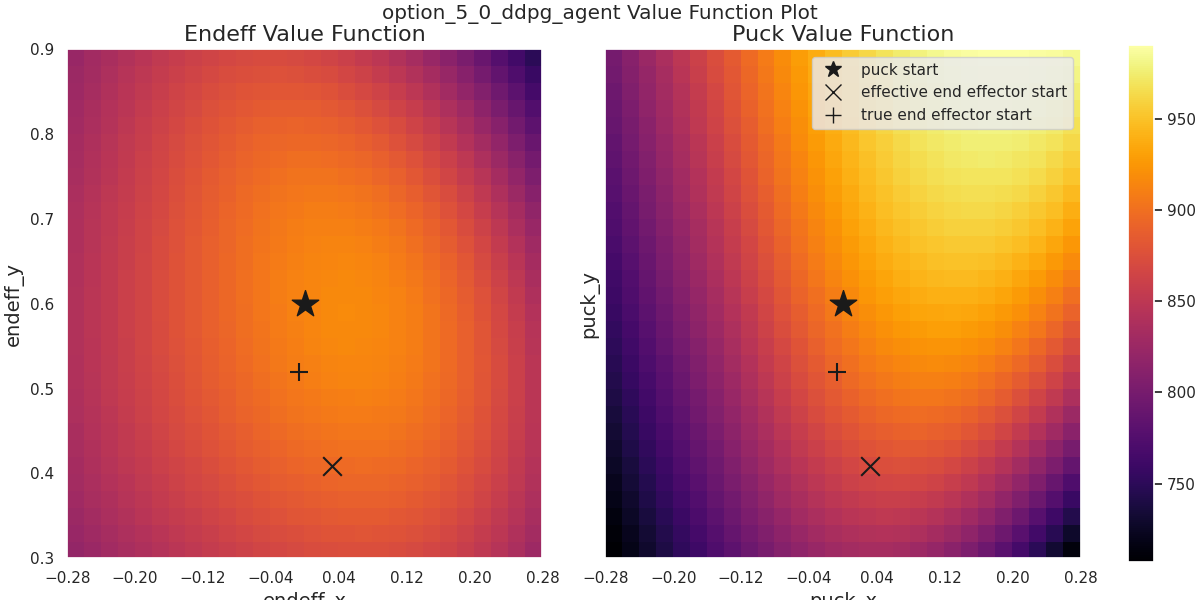 option_5_0_ddpg_agent Value Function Plot
Endeff Value Function
Puck Value Function
puck start
effective end effector start
true end effector start
endeff_y
0.9
0.8
0.7
0.6
0.5
0.4
0.3
−0.28 −0.20 −0.12 −0.04 0.04 0.12 0.20 0.28
endeff_x
puck_y
−0.28 −0.20 −0.12 −0.04 0.04 0.12 0.20 0.28
puck_x
950
900
850
800
750